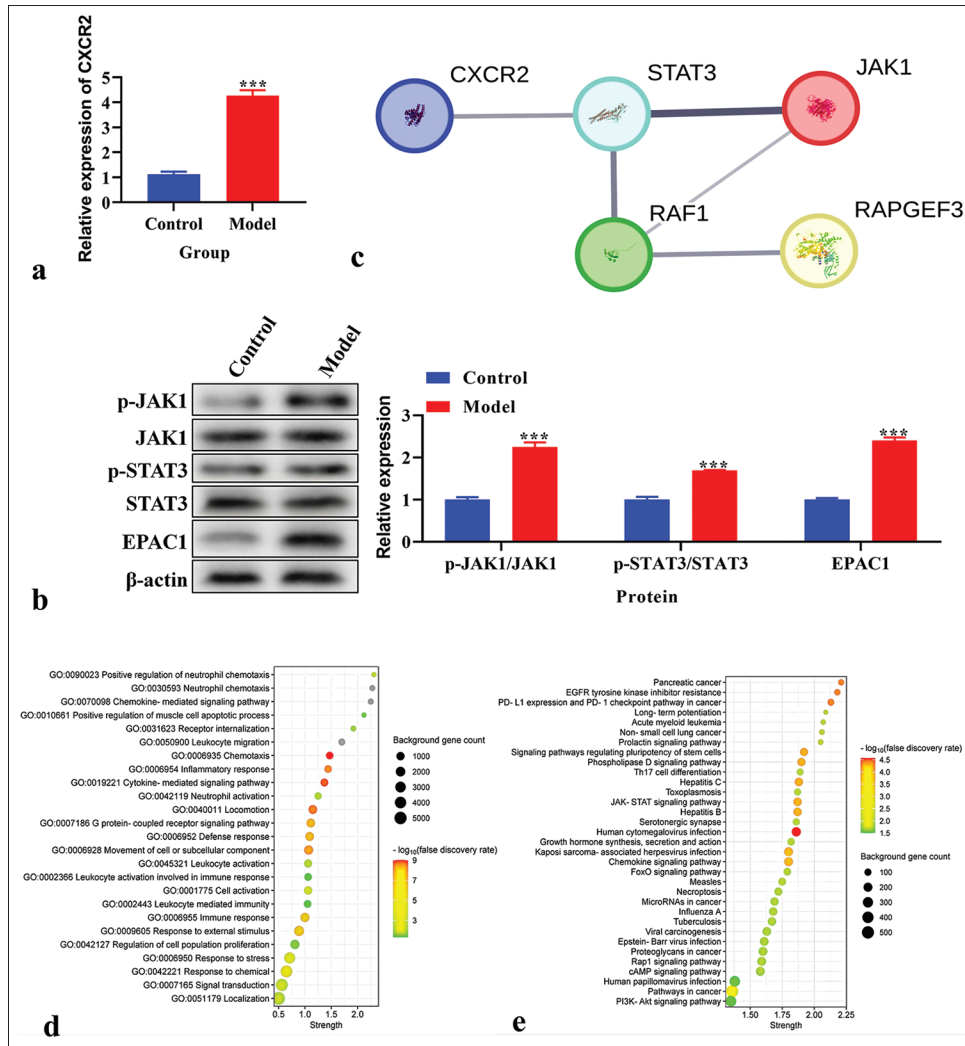 Relative expression of CXCR2
5
4
3
2
1
0
***
Control
Model
Group
a
CXCR2
STAT3
JAK1
RAF1
RAPGEF3
c
Control
Model
p-JAK1
JAK1
p-STAT3
STAT3
EPAC1
β-actin
b
Control
Model
Relative expression
3
2
1
0
***
***
***
p-JAK1/JAK1
p-STAT3/STAT3
EPAC1
Protein
GO:0090023 Positive regulation of neutrophil chemotaxis
GO:0030593 Neutrophil chemotaxis
GO:0070098 Chemokine- mediated signaling pathway
GO:0010661 Positive regulation of muscle cell apoptotic process
GO:0031623 Receptor internalization
GO:0050900 Leukocyte migration
GO:0006935 Chemotaxis
GO:0006954 Inflammatory response
GO:0019221 Cytokine- mediated signaling pathway
GO:0042119 Neutrophil activation
GO:0040011 Locomotion
GO:0007186 G protein- coupled receptor signaling pathway
GO:0006952 Defense response
GO:0006928 Movement of cell or subcellular component
GO:0045321 Leukocyte activation
GO:0002366 Leukocyte activation involved in immune response
GO:0001775 Cell activation
GO:0002443 Leukocyte mediated immunity
GO:0006955 Immune response
GO:0009605 Response to external stimulus
GO:0042127 Regulation of cell population proliferation
GO:0006950 Response to stress
GO:0042221 Response to chemical
GO:0007165 Signal transduction
GO:0051179 Localization
0.5
1.0
1.5
2.0
Strength
Background gene count
1000
2000
3000
4000
5000
- log10(false discovery rate)
9
7
5
3
d
Pancreatic cancer
EGFR tyrosine kinase inhibitor resistance
PD- L1 expression and PD- 1 checkpoint pathway in cancer
Long- term potentiation
Acute myeloid leukemia
Non- small cell lung cancer
Prolactin signaling pathway
Signaling pathways regulating pluripotency of stem cells
Phospholipase D signaling pathway
Th17 cell differentiation
Hepatitis C
Toxoplasmosis
JAK- STAT signaling pathway
Hepatitis B
Serotonergic synapse
Human cytomegalovirus infection
Growth hormone synthesis, secretion and action
Kaposi sarcoma- associated herpesvirus infection
Chemokine signaling pathway
FoxO signaling pathway
Measles
Necroptosis
MicroRNAs in cancer
Influenza A
Tuberculosis
Viral carcinogenesis
Epstein- Barr virus infection
Proteoglycans in cancer
Rap1 signaling pathway
cAMP signaling pathway
Human papillomavirus infection
Pathways in cancer
PI3K- Akt signaling pathway
1.50
1.75
2.00
2.25
Strength
- log10(false discovery rate)
4.5
4.0
3.5
3.0
2.5
2.0
1.5
Background gene count
100
200
300
400
500
e